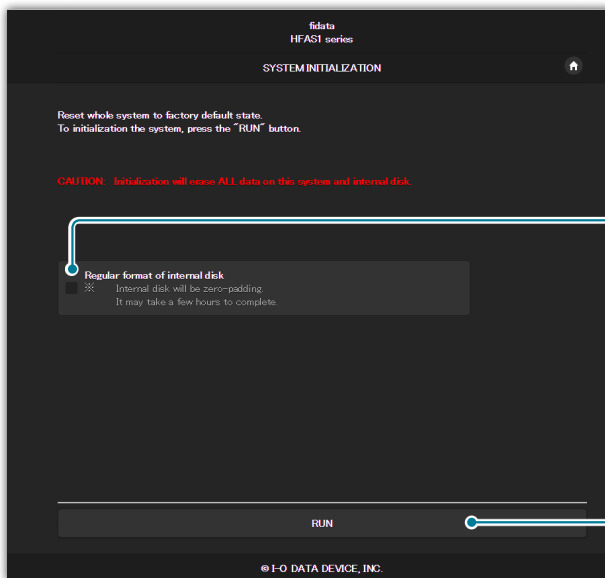 fidata
HFAS1 series
SYSTEM INITIALIZATION
Reset whole system to factory default state.
To initialization the system, press the "RUN" button.
CAUTION: Initialization will erase ALL data on this system and internal disk.
Regular format of internal disk
※ Internal disk will be zero-padding.
It may take a few hours to complete.
RUN
© I-O DATA DEVICE, INC.